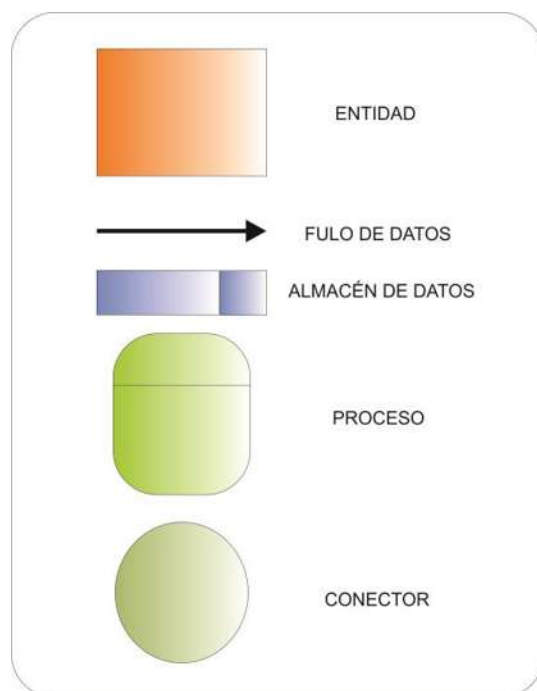 ENTIDAD
FULO DE DATOS
ALMACÉN DE DATOS
PROCESO
CONECTOR